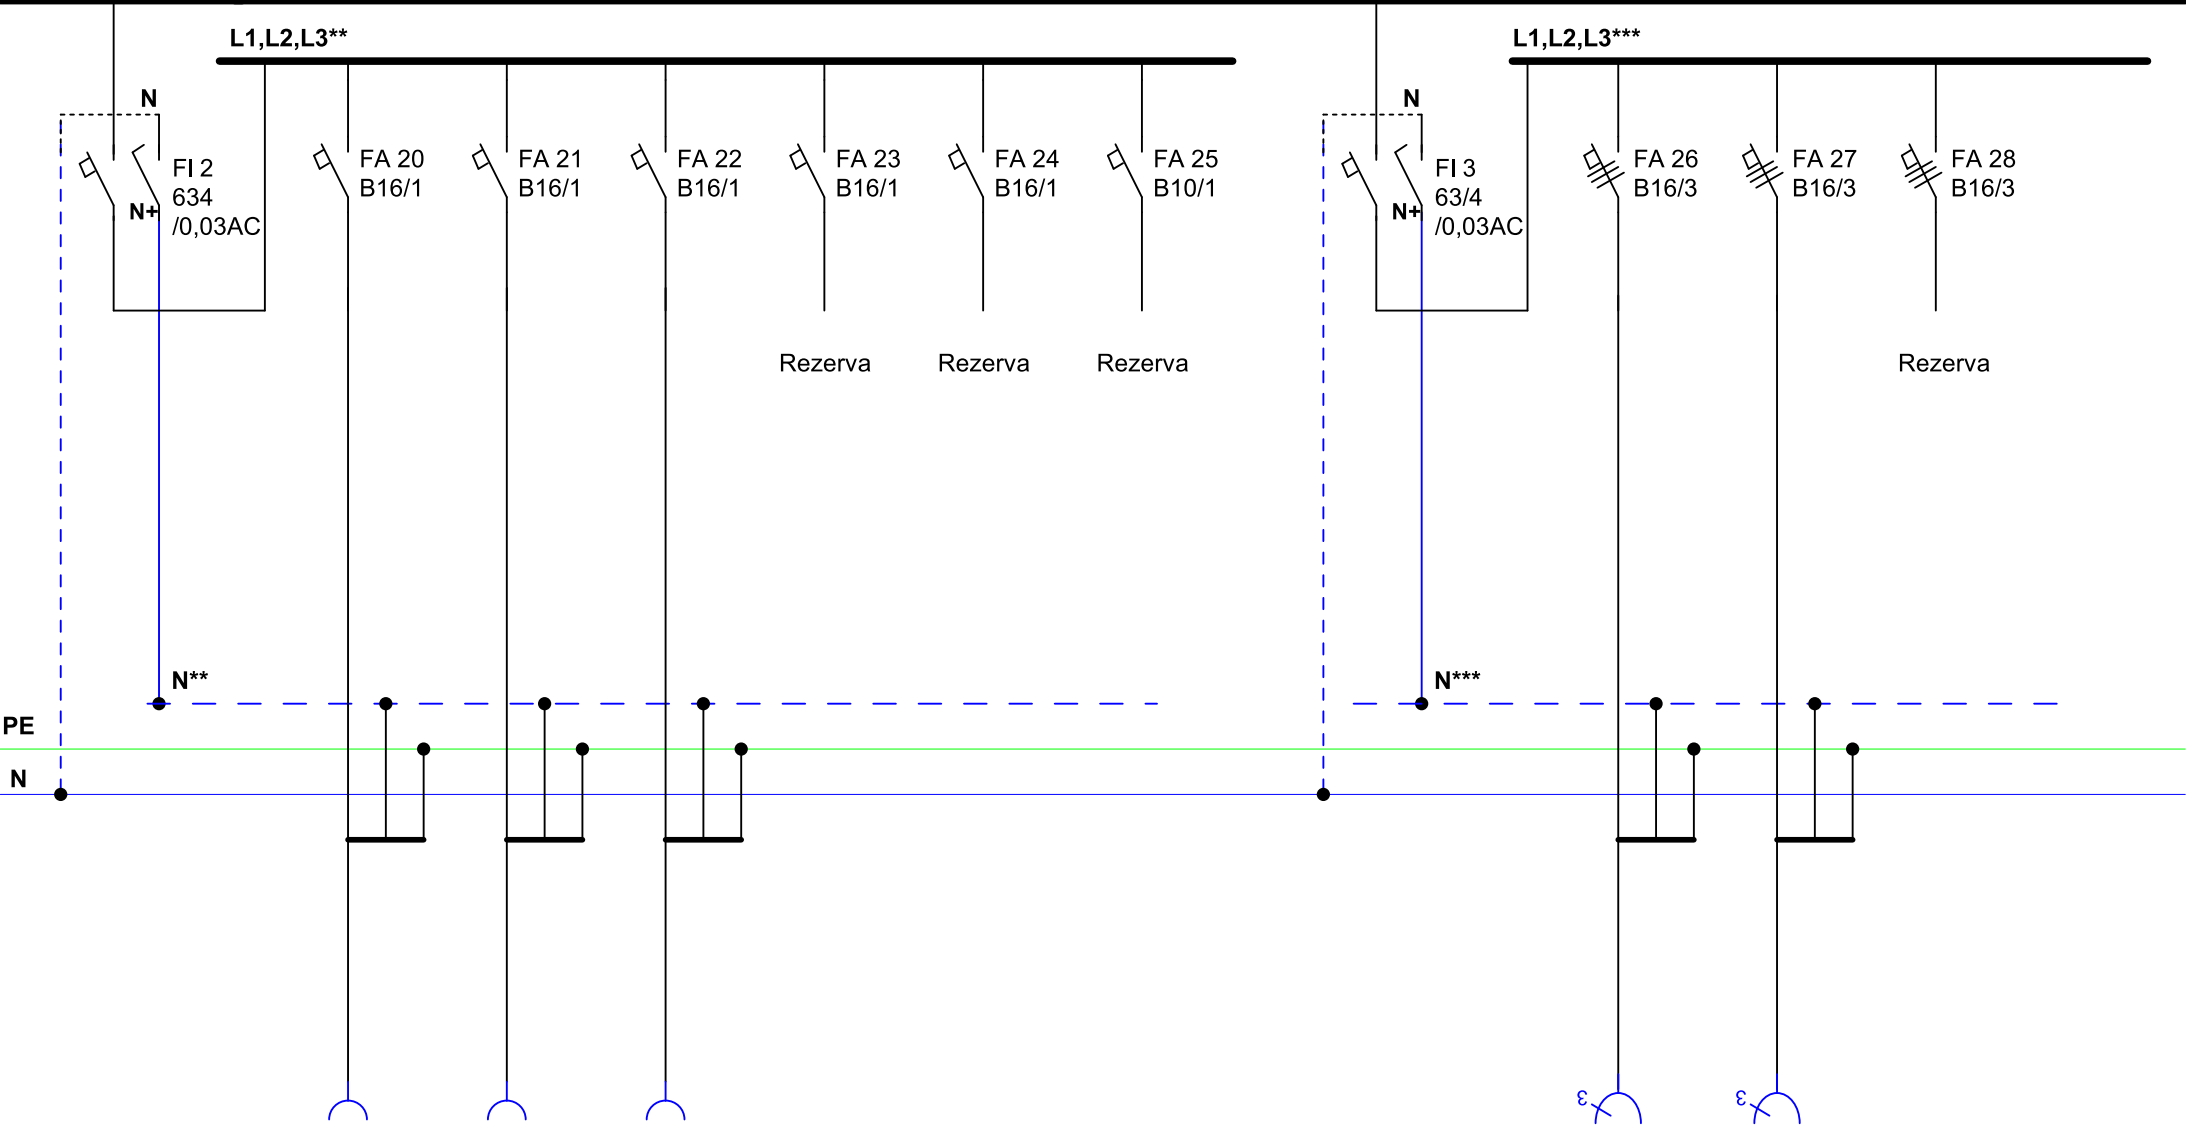 L1,L2,L3**
L1,L2,L3***
N
FI 2
634
/0,03AC
N+
FA 20
B16/1
FA 21
B16/1
FA 22
B16/1
FA 23
B16/1
FA 24
B16/1
FA 25
B10/1
N
FI 3
63/4
/0,03AC
N+
FA 26
B16/3
FA 27
B16/3
FA 28
B16/3
Rezerva
Rezerva
Rezerva
Rezerva
N**
N***
PE
N
3
3